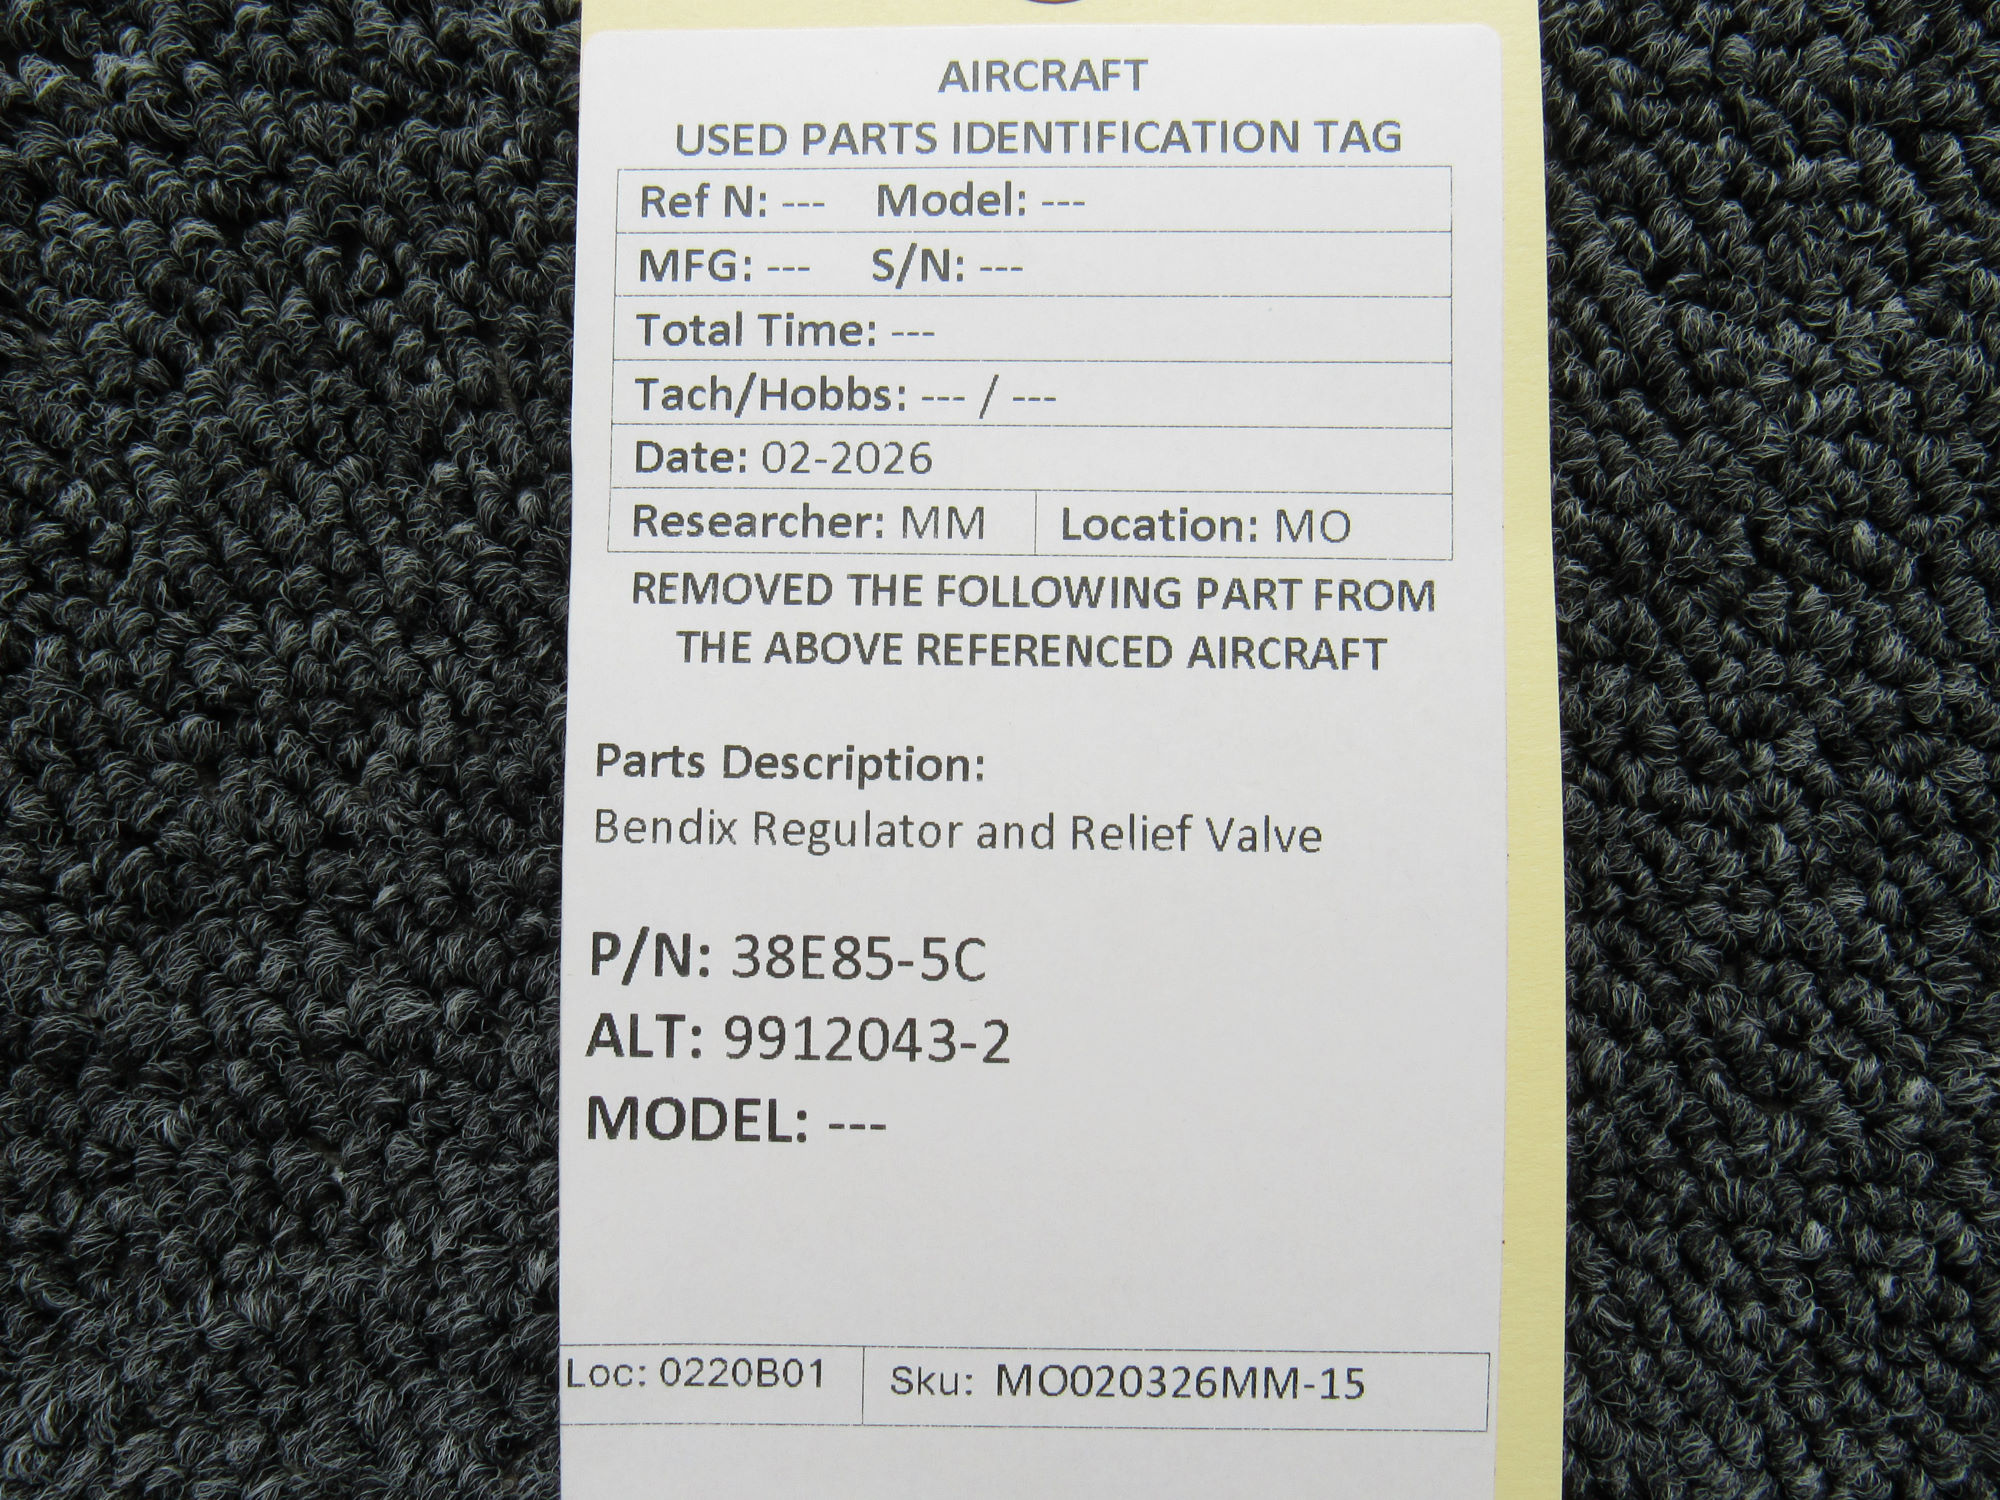 AIRCRAFT
USED PARTS IDENTIFICATION TAG
Ref N: --- Model: ---
MFG: --- S/N: ---
Total Time: ---
Tach/Hobbs: --- / ---
Date: 02-2026
Researcher: MM Location: MO
REMOVED THE FOLLOWING PART FROM
THE ABOVE REFERENCED AIRCRAFT
Parts Description:
Bendix Regulator and Relief Valve
P/N: 38E85-5C
ALT: 9912043-2
MODEL: ---
Loc: 0220B01 Sku: MO020326MM-15